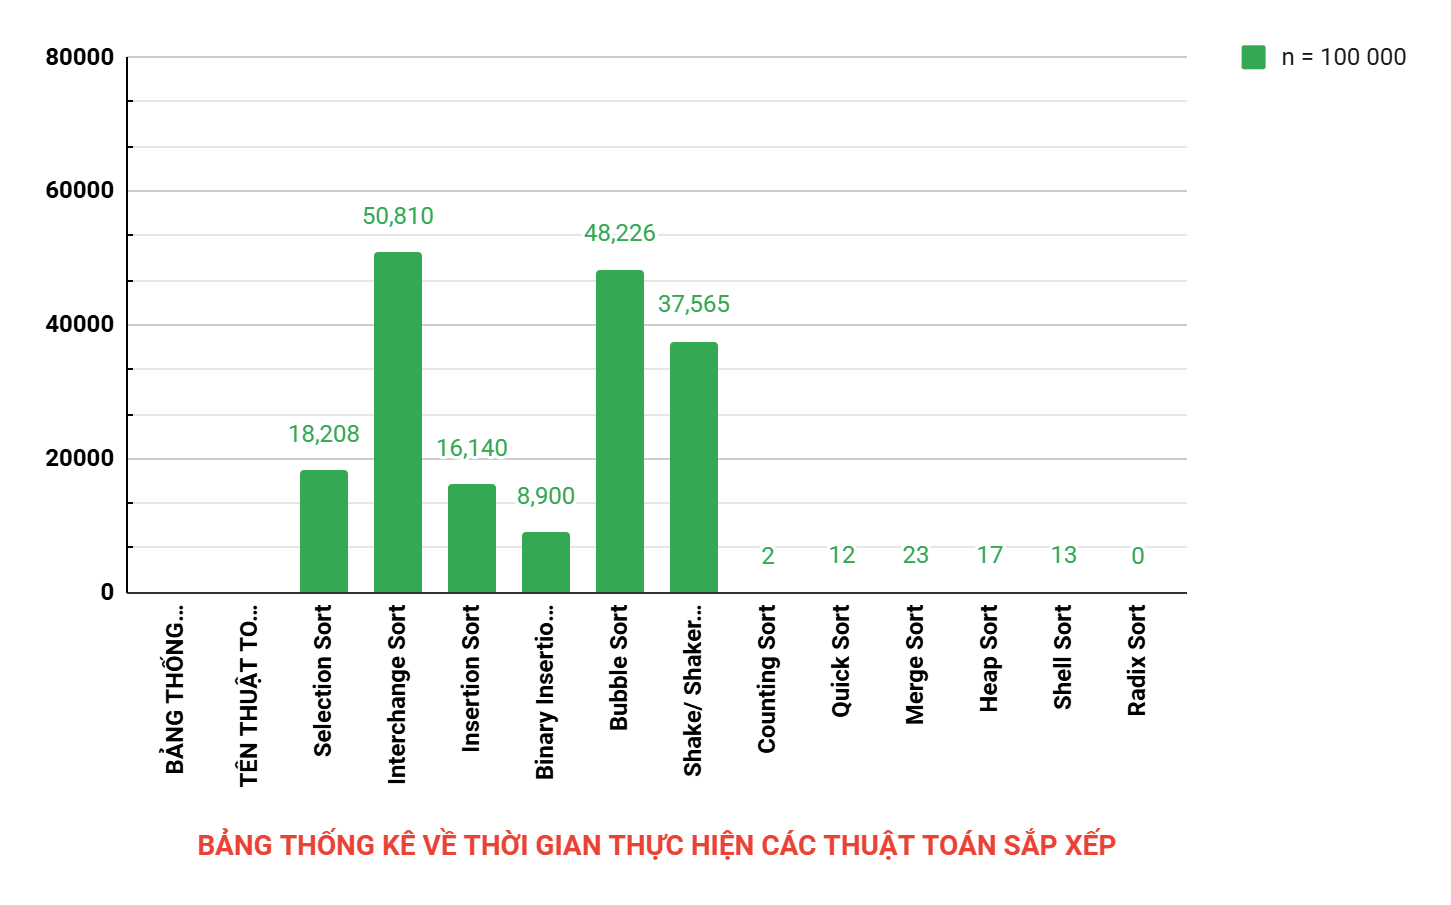 80000
60000
40000
20000
0
n = 100 000
18,208
50,810
16,140
8,900
48,226
37,565
2
12
23
17
13
0
BẢNG THỐNG...
TÊN THUẬT TO...
Selection Sort
Interchange Sort
Insertion Sort
Binary Insertio...
Bubble Sort
Shake/ Shaker...
Counting Sort
Quick Sort
Merge Sort
Heap Sort
Shell Sort
Radix Sort
BẢNG THỐNG KÊ VỀ THỜI GIAN THỰC HIỆN CÁC THUẬT TOÁN SẮP XẾP